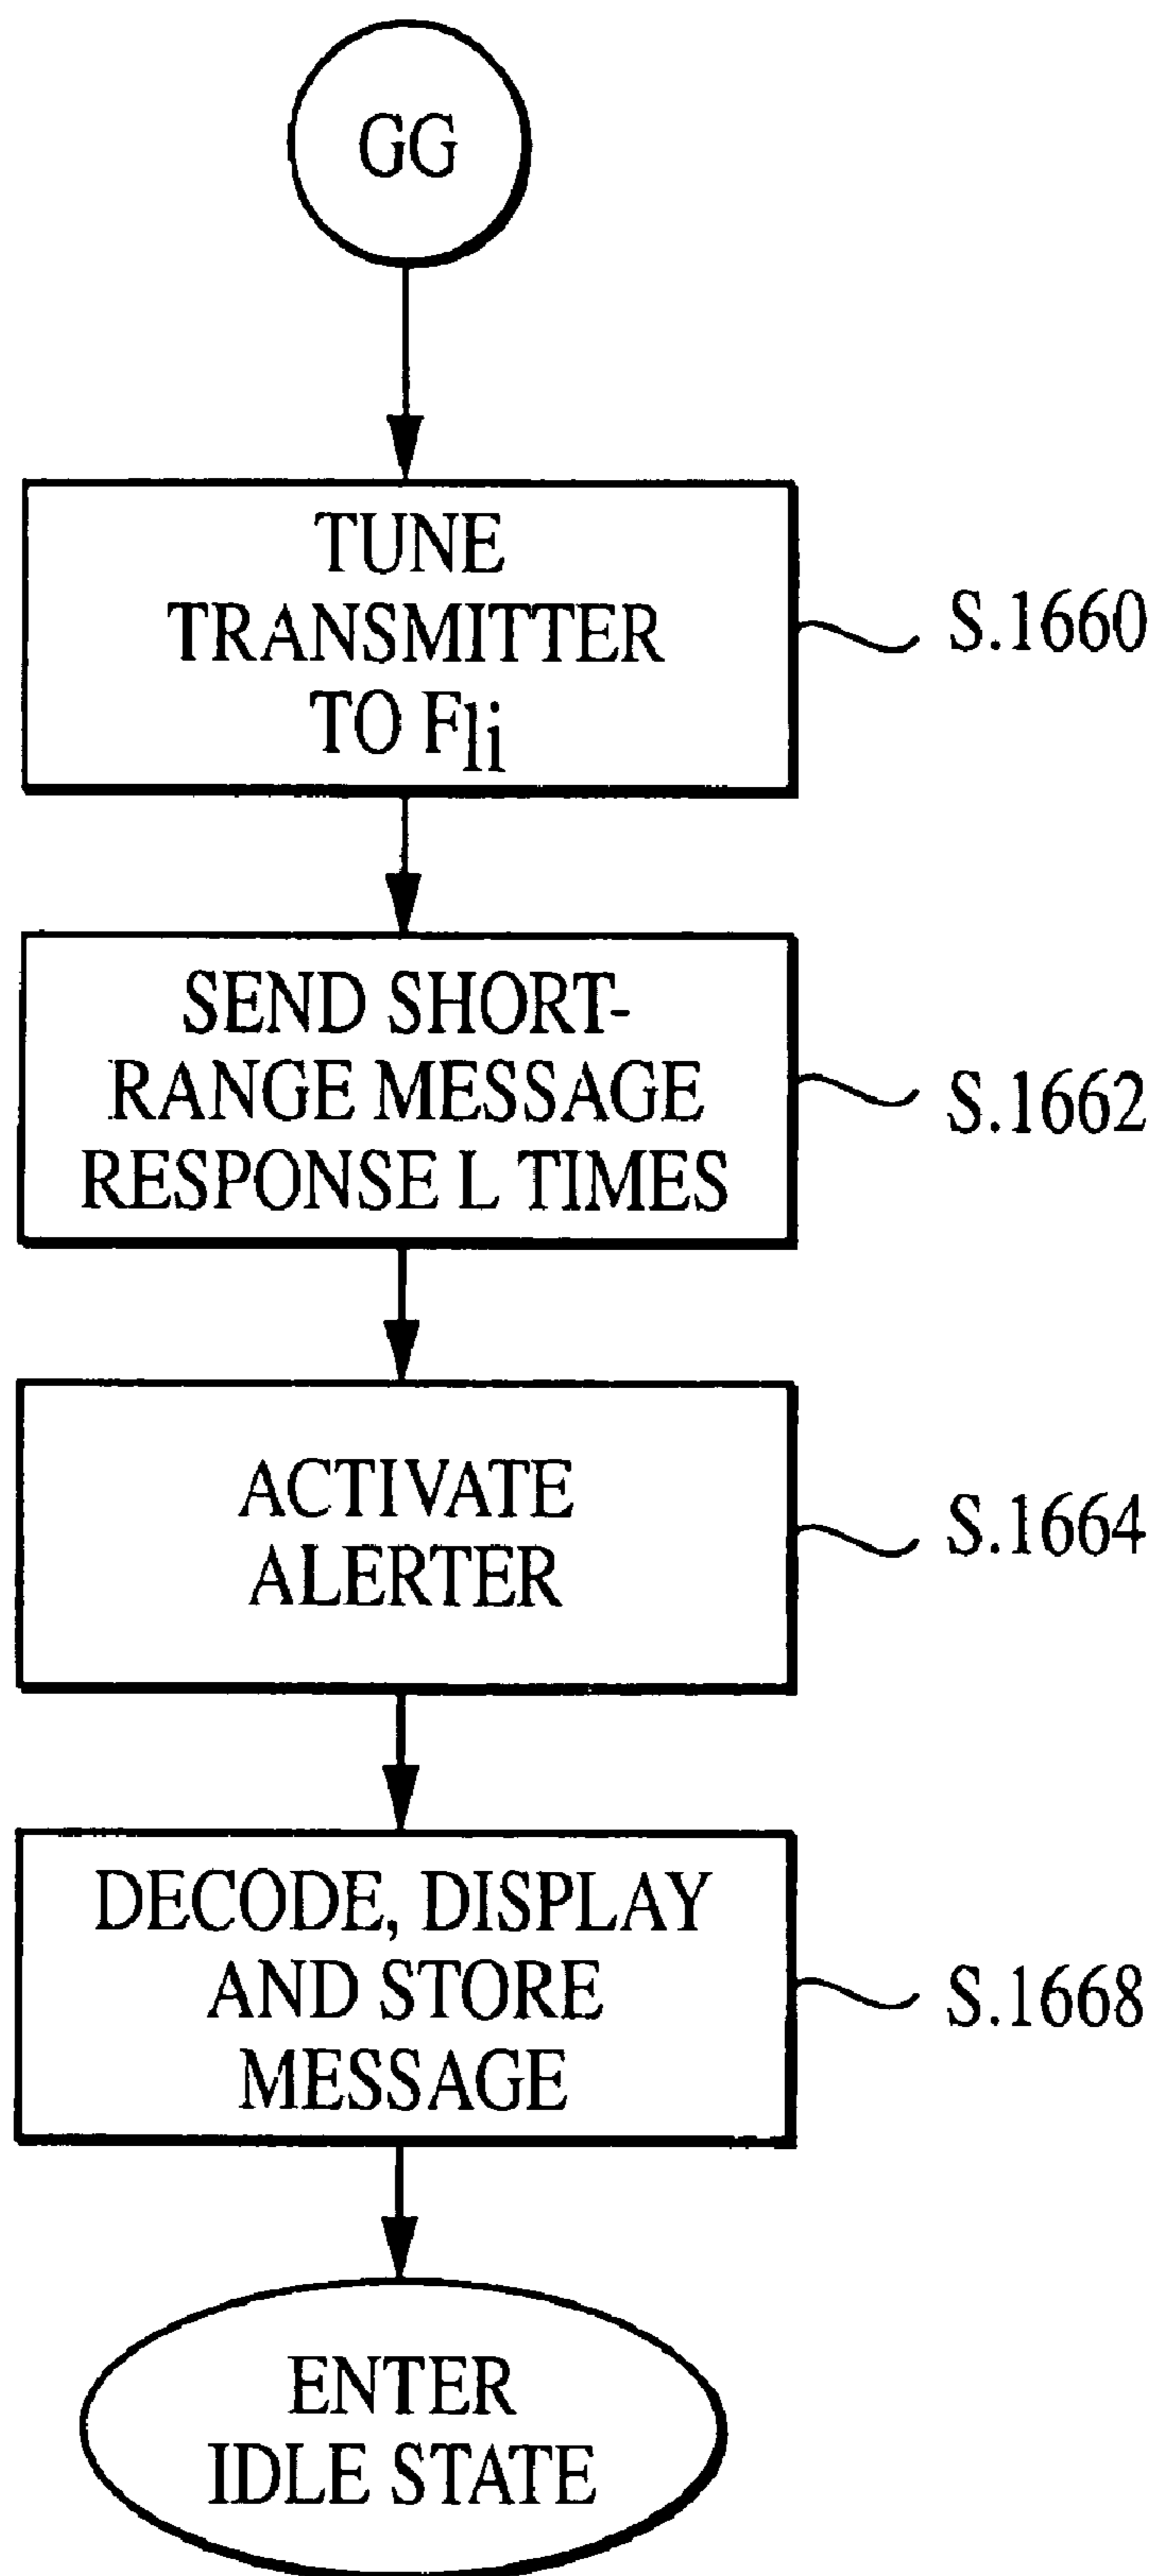 GG
TUNE
TRANSMITTER
TO Fli
S.1660
SEND SHORT-
RANGE MESSAGE
RESPONSE L TIMES
S.1662
ACTIVATE
ALERTER
S.1664
DECODE, DISPLAY
AND STORE
MESSAGE
S.1668
ENTER
IDLE STATE